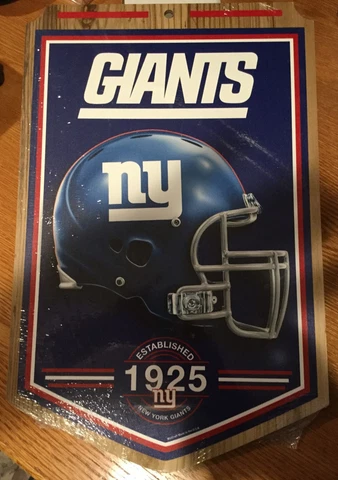 GIANTS
ny
ESTABLISHED
1925
ny
NEW YORK GIANTS